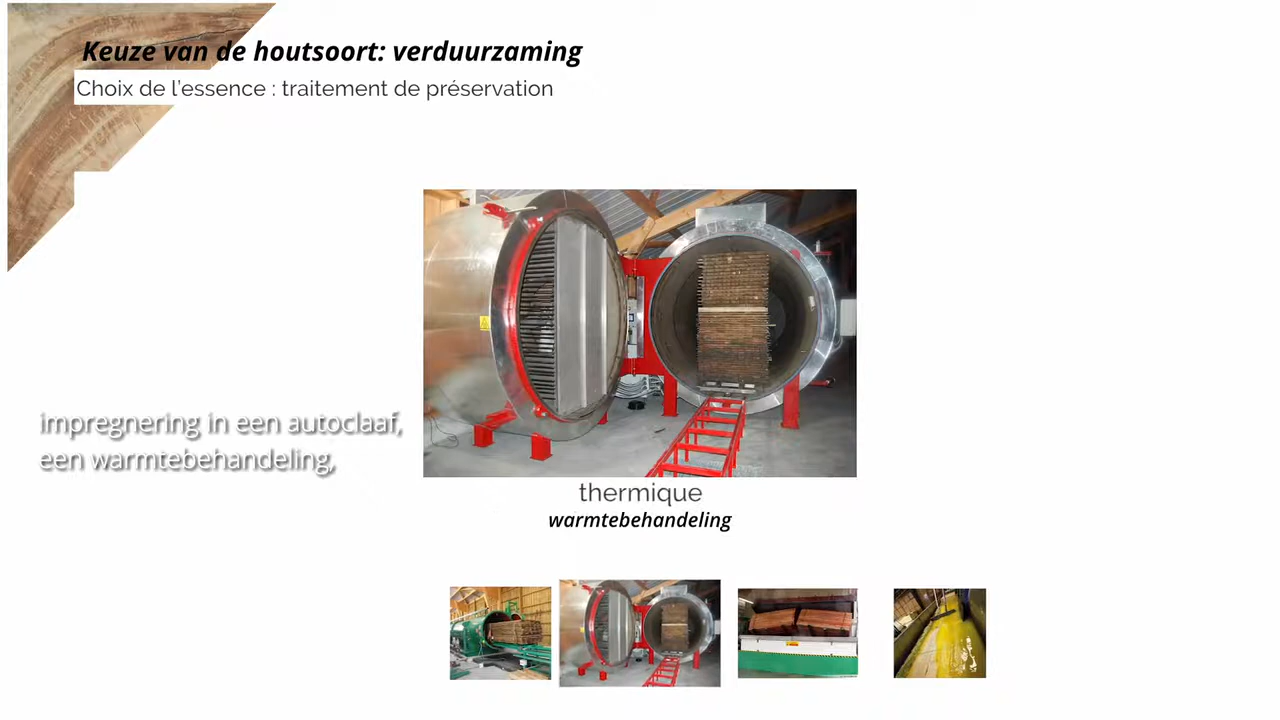 Keuze van de houtsoort: verduurzaming
Choix de l'essence : traitement de préservation
impregnering in een autoclaaf,
een warmtebehandeling,
thermique
warmtebehandeling